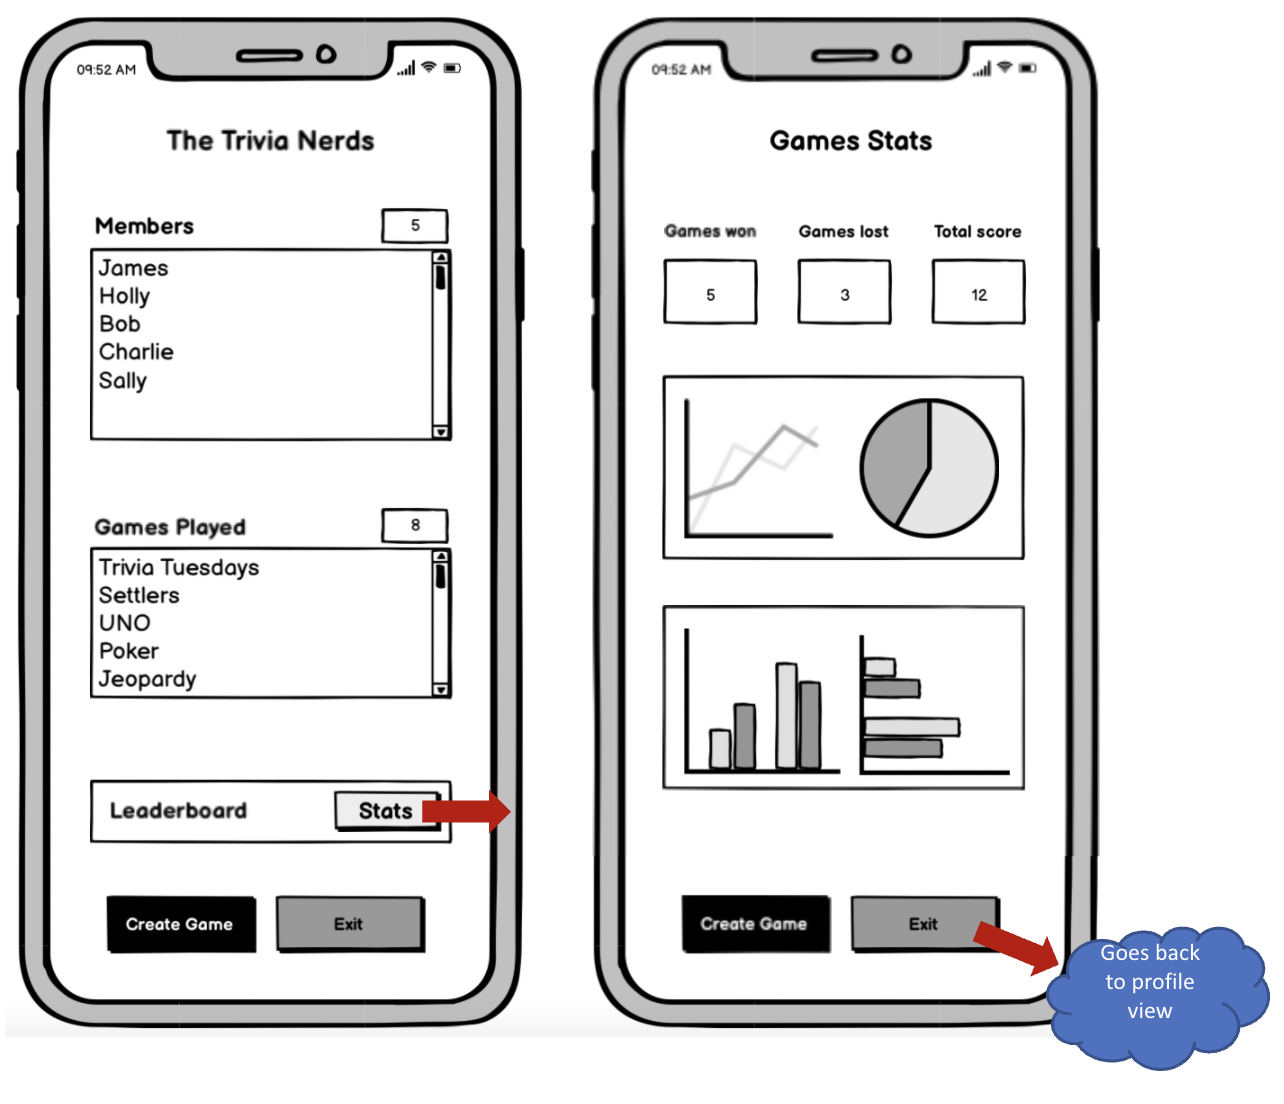 09:52 AM
The Trivia Nerds
Members
5
James
Holly
Bob
Charlie
Sally
Games Played
8
Trivia Tuesdays
Settlers
UNO
Poker
Jeopardy
Leaderboard
Stats
Create Game
Exit
09:52 AM
Games Stats
Games won
Games lost
Total score
5
3
12
Create Game
Exit
Goes back
to profile
view